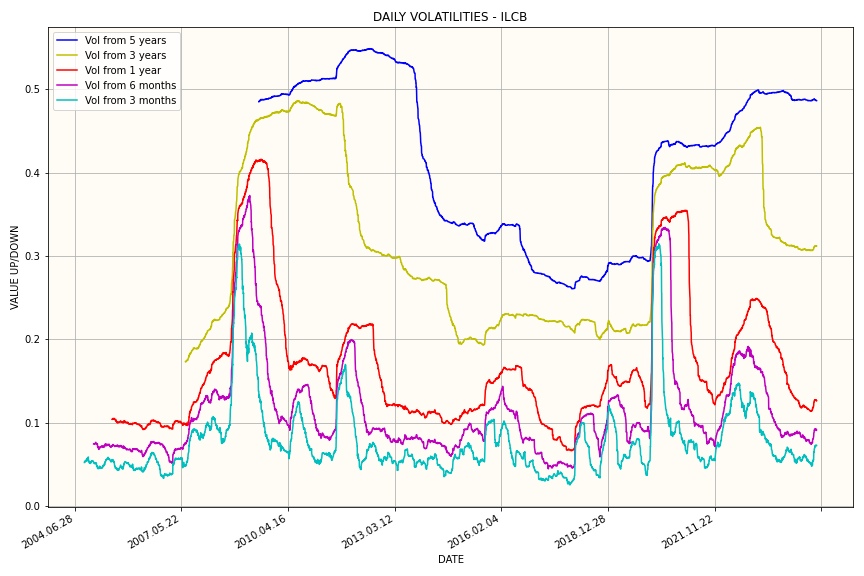 DAILY VOLATILITIES - ILCB
Vol from 5 years
Vol from 3 years
Vol from 1 year
Vol from 6 months
Vol from 3 months
VALUE UP/DOWN
0.5
0.4
0.3
0.2
0.1
0.0
2004.06.28
2007.05.22
2010.04.16
2013.03.12
2016.02.04
2018.12.28
2021.11.22
DATE